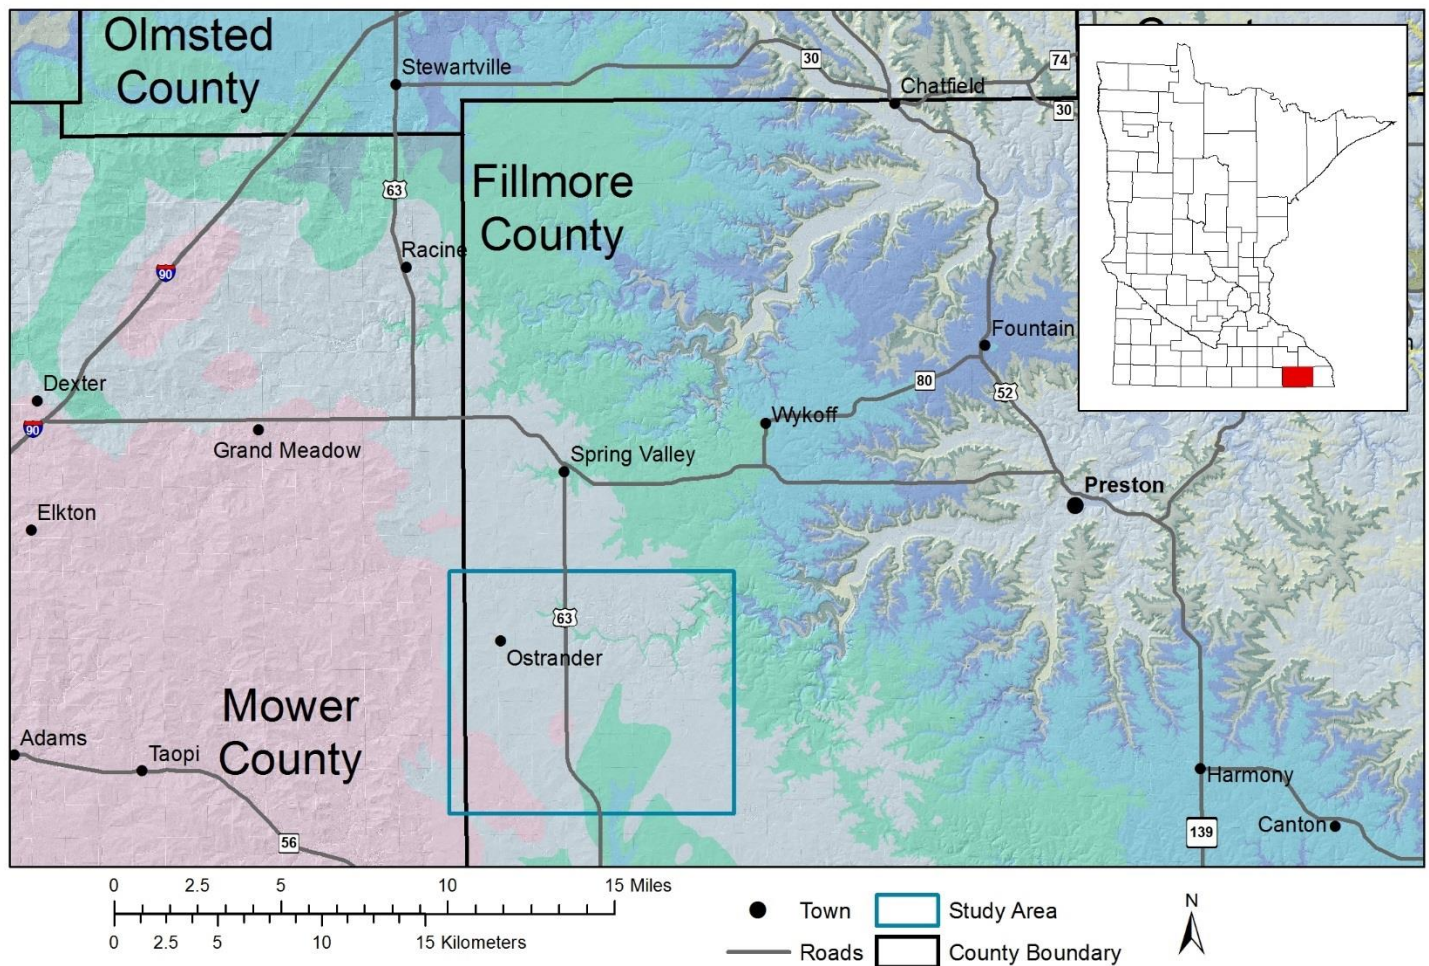 Olmsted
County
Stewartville
30
74
Chatfield
30
63
Fillmore
County
Racine
90
Fountain
Dexter
80
52
Wykoff
90
Grand Meadow
Spring Valley
Preston
Elkton
63
Ostrander
Mower
County
Adams
Taopi
Harmony
Canton
139
56
0 2.5 5 10 15 Miles
0 2.5 5 10 15 Kilometers
Town
Study Area
Roads
County Boundary
N